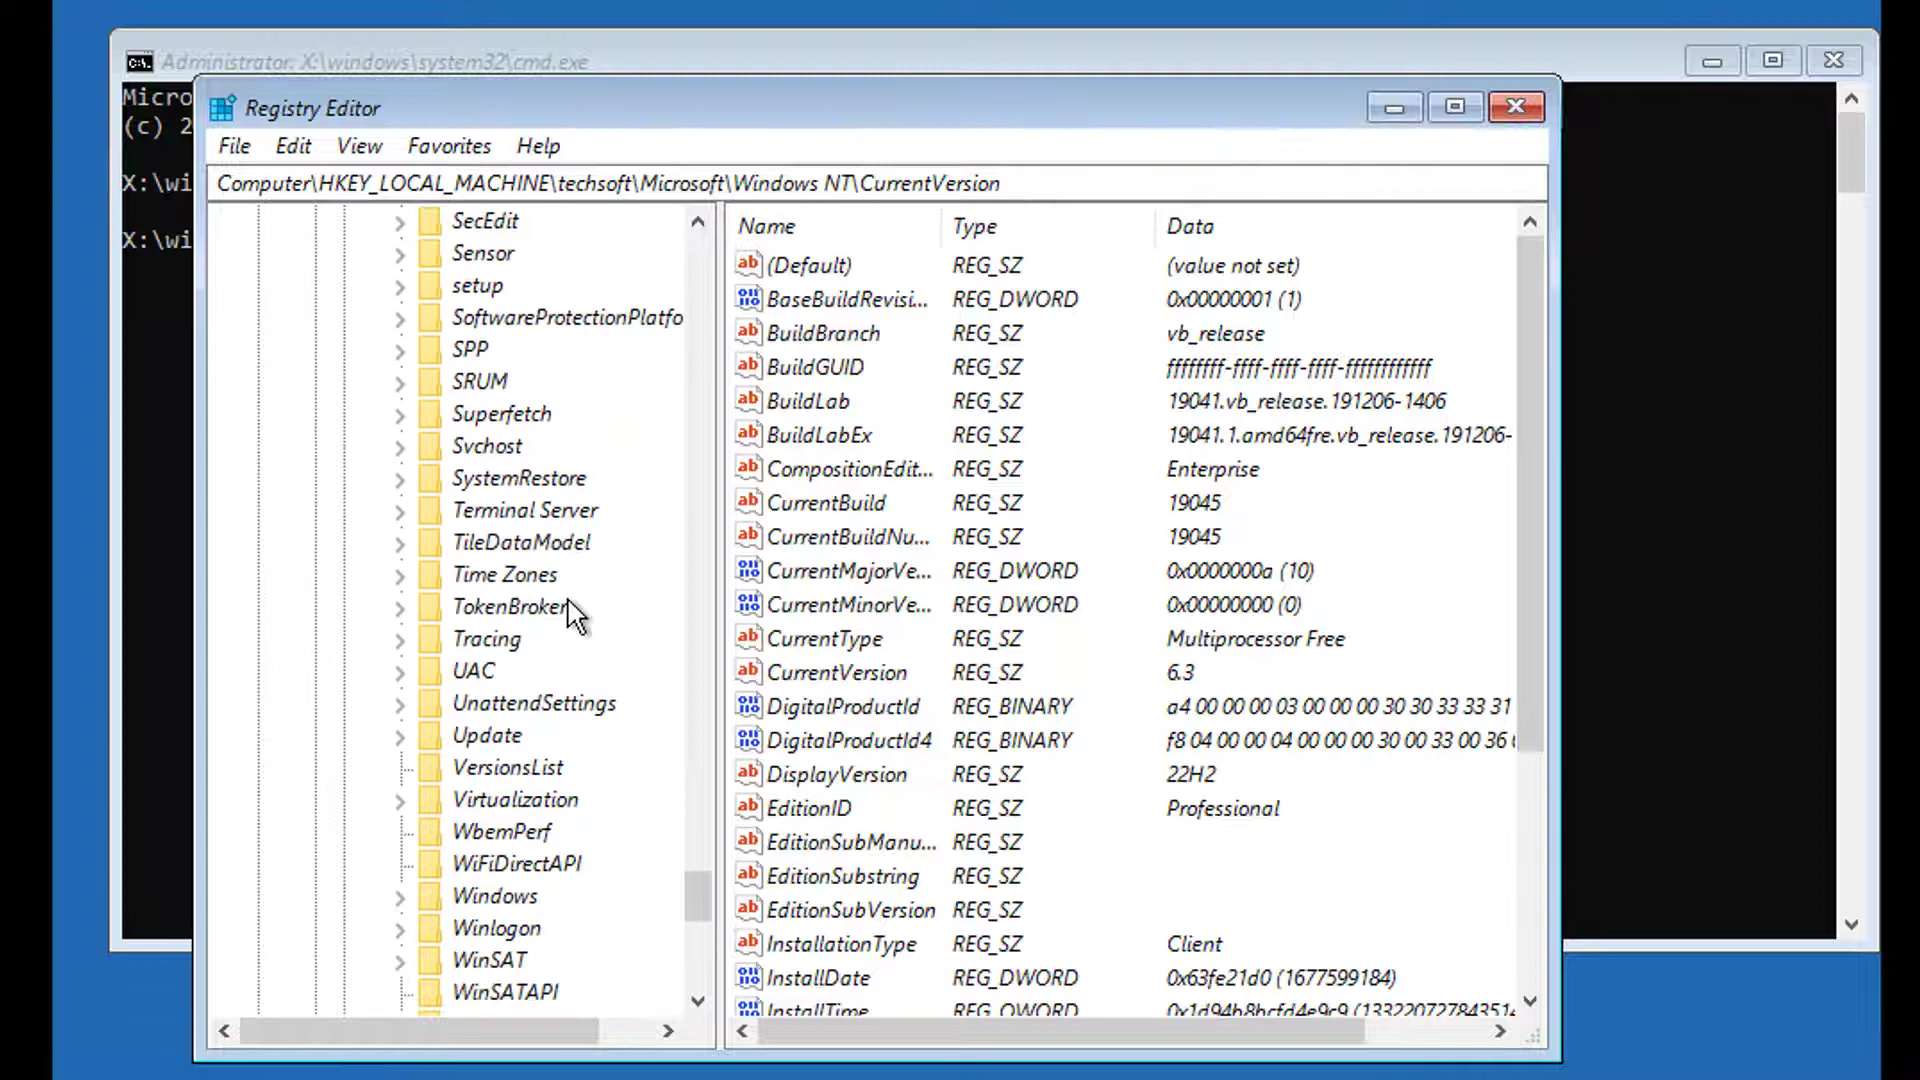 Administrator: X:\windows\system32\cmd.exe
Micro
(c) 2
X:\wi
X:\wi
Registry Editor
File Edit View Favorites Help
Computer\HKEY_LOCAL_MACHINE\techsoft\Microsoft\Windows NT\CurrentVersion
SecEdit
Sensor
setup
SoftwareProtectionPlatfo
SPP
SRUM
Superfetch
Svchost
SystemRestore
Terminal Server
TileDataModel
Time Zones
TokenBroker
Tracing
UAC
UnattendSettings
Update
VersionsList
Virtualization
WbemPerf
WiFiDirectAPI
Windows
Winlogon
WinSAT
WinSATAPI
Name Type Data
(Default) REG_SZ (value not set)
BaseBuildRevisi... REG_DWORD 0x00000001 (1)
BuildBranch REG_SZ vb_release
BuildGUID REG_SZ ffffffff-ffff-ffff-ffff-ffffffffffff
BuildLab REG_SZ 19041.vb_release.191206-1406
BuildLabEx REG_SZ 19041.1.amd64fre.vb_release.191206-
CompositionEdit... REG_SZ Enterprise
CurrentBuild REG_SZ 19045
CurrentBuildNu... REG_SZ 19045
CurrentMajorVe... REG_DWORD 0x0000000a (10)
CurrentMinorVe... REG_DWORD 0x00000000 (0)
CurrentType REG_SZ Multiprocessor Free
CurrentVersion REG_SZ 6.3
DigitalProductId REG_BINARY a4 00 00 00 03 00 00 00 30 30 33 33 31
DigitalProductId4 REG_BINARY f8 04 00 00 04 00 00 00 30 00 33 00 36
DisplayVersion REG_SZ 22H2
EditionID REG_SZ Professional
EditionSubManu... REG_SZ
EditionSubstring REG_SZ
EditionSubVersion REG_SZ
InstallationType REG_SZ Client
InstallDate REG_DWORD 0x63fe21d0 (1677599184)
InstallTime REG_QWORD 0x1d94b8bcfd4e9c9 (13322072784351